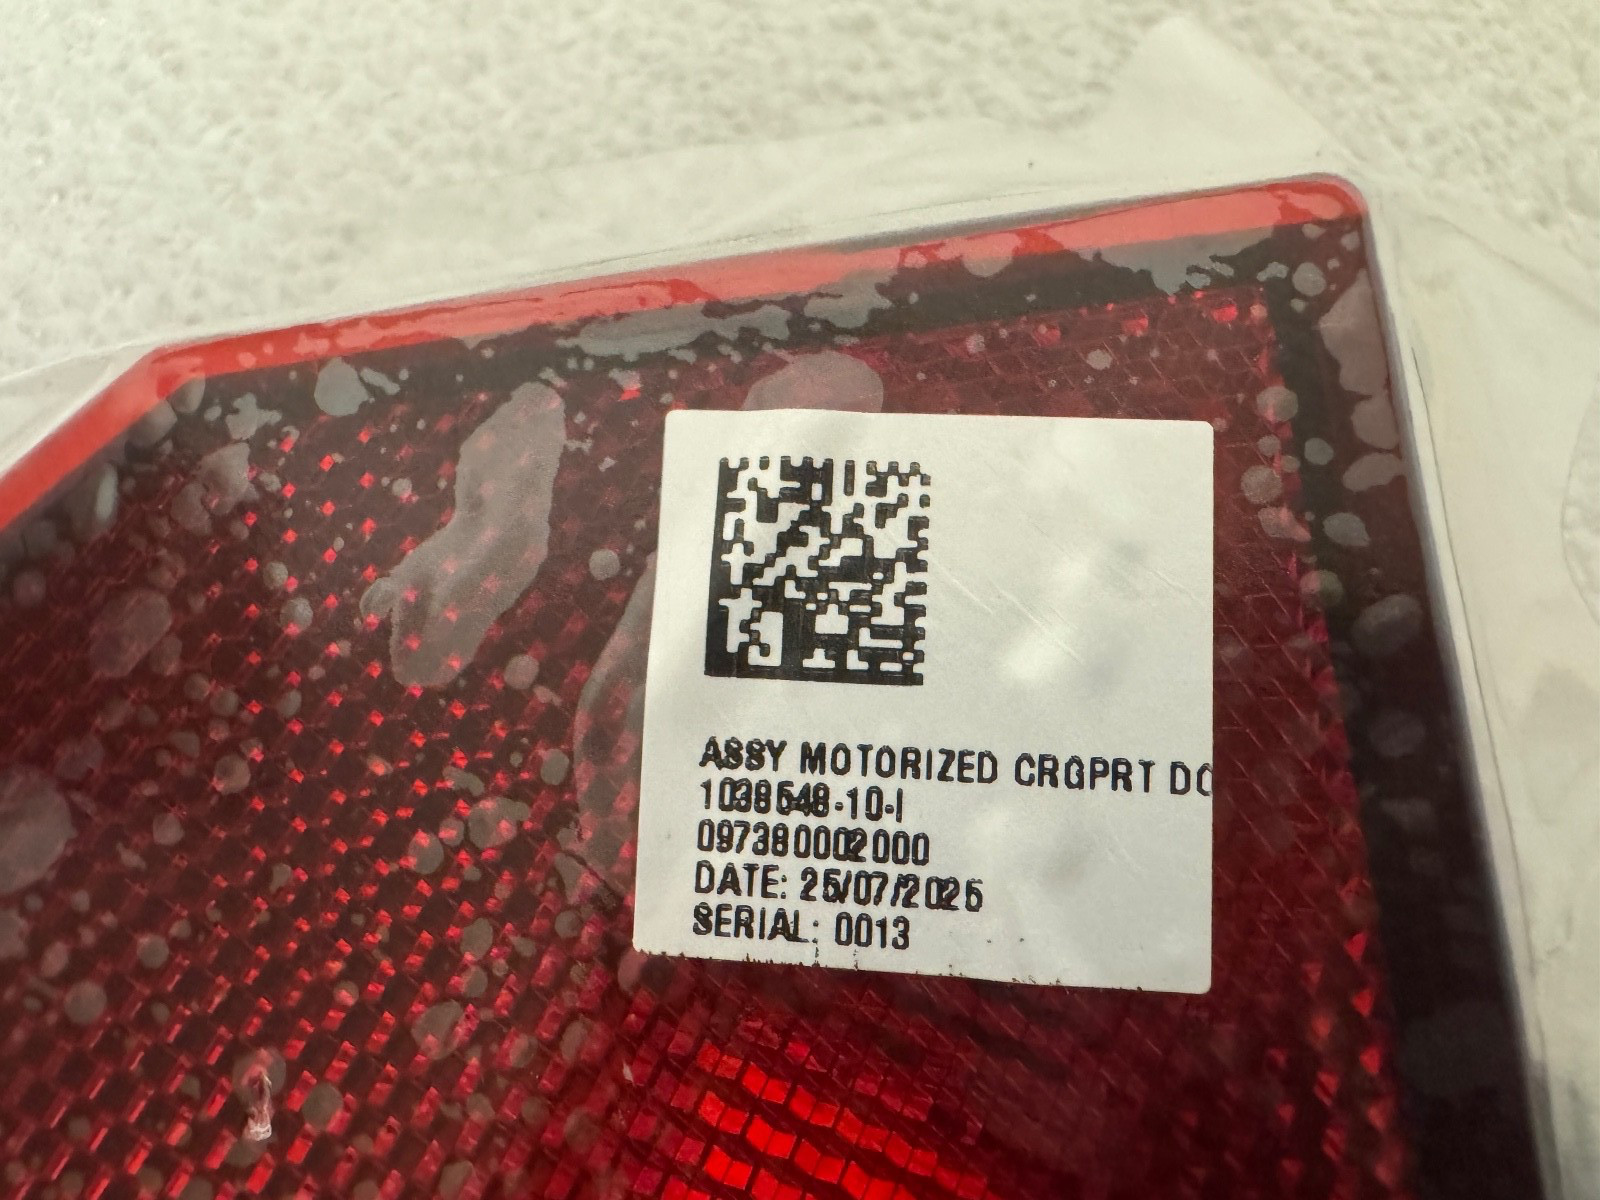 ASSY MOTORIZED CRGPRT DC
1038548-10-I
097380002000
DATE: 25/07/2025
SERIAL: 0013